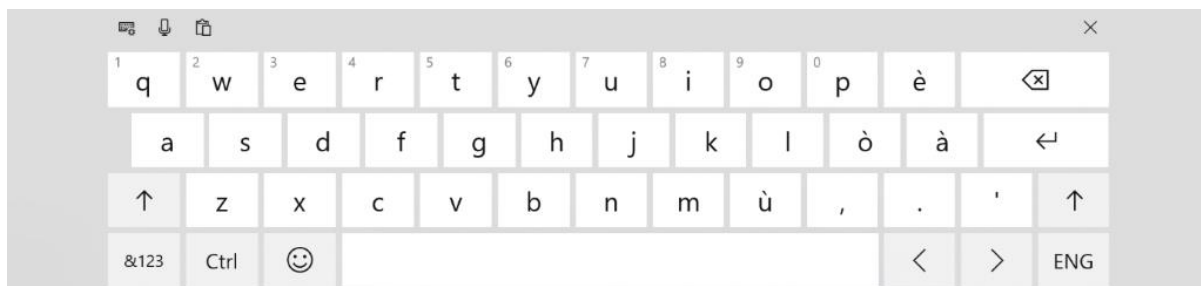 1 q 2 w 3 e 4 r 5 t 6 y 7 u 8 i 9 o 0 p è
a s d f g h j k l ò à
z x c v b n m ù , . '
&123 Ctrl < > ENG